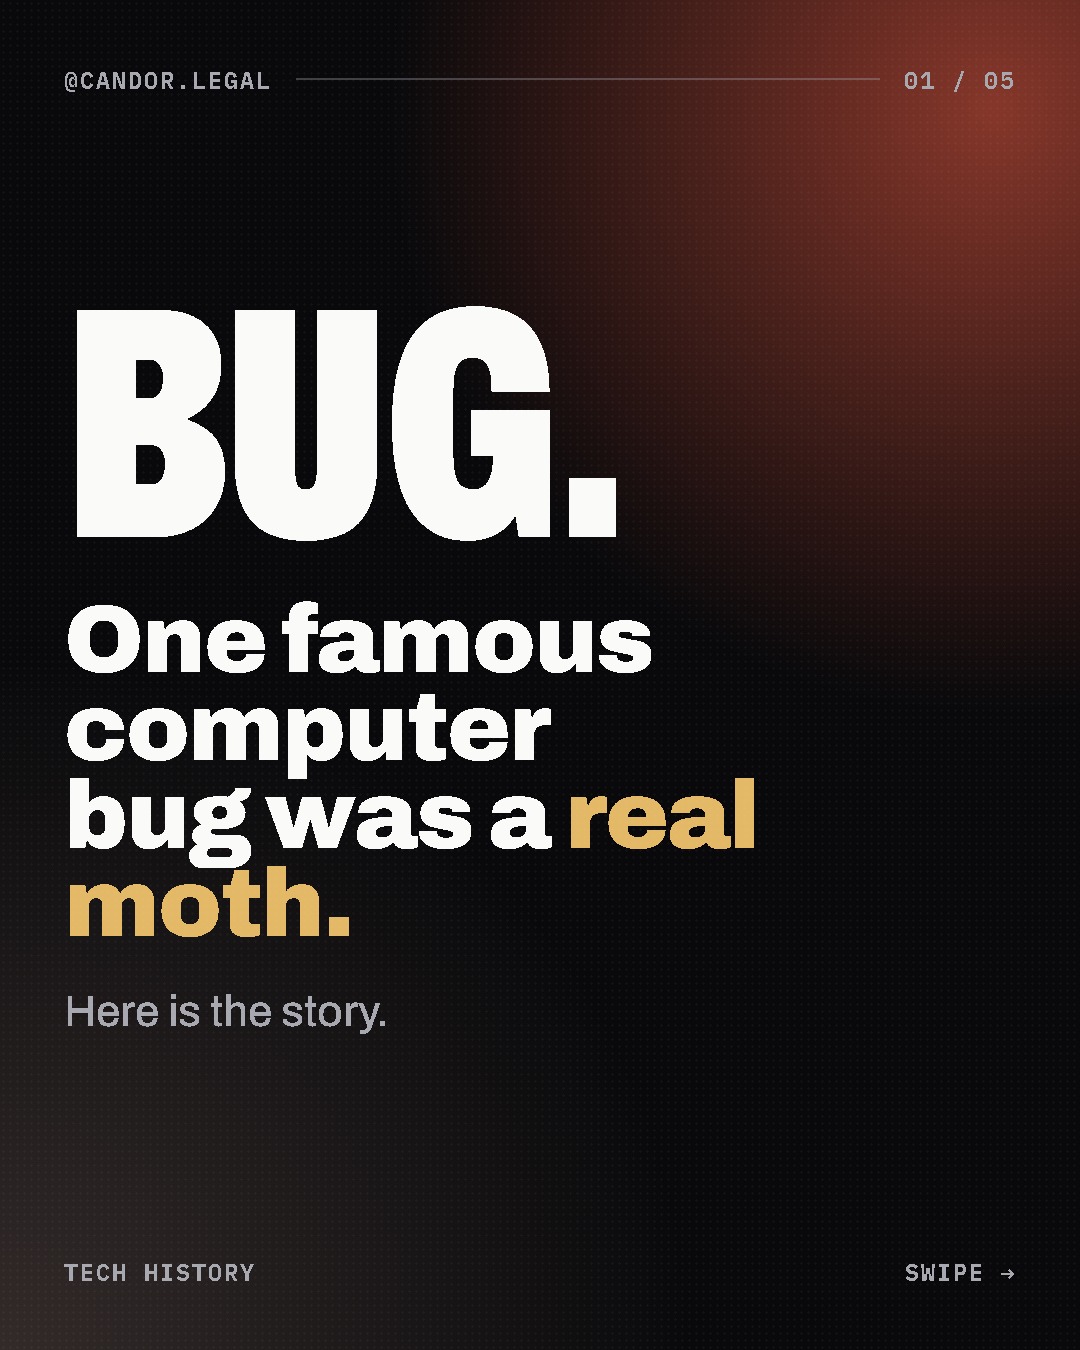 @CANDOR.LEGAL
01 / 05
BUG.
One famous
computer
bug was a real
moth.
Here is the story.
TECH HISTORY
SWIPE →